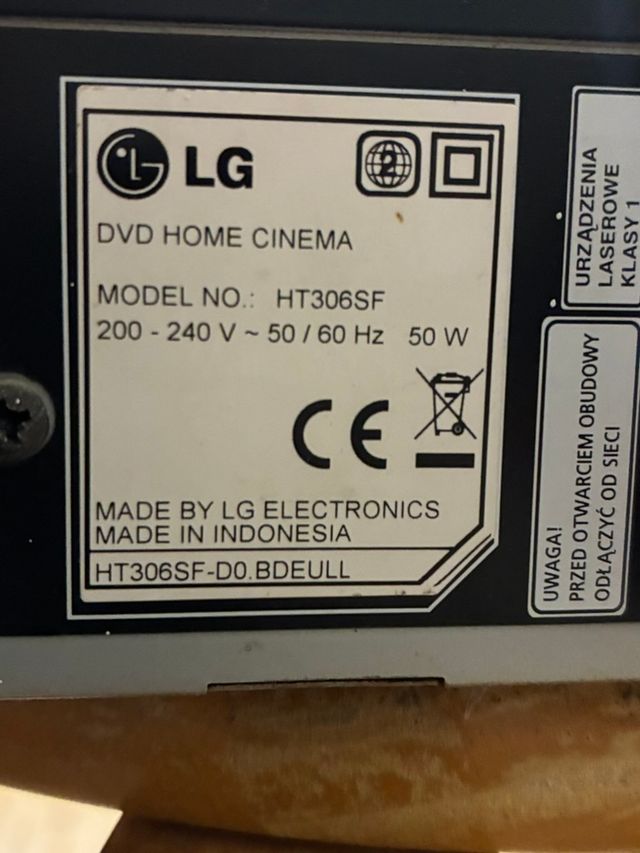 LG
2
DVD HOME CINEMA
MODEL NO.: HT306SF
200 - 240 V ~ 50 / 60 Hz 50 W
CE
MADE BY LG ELECTRONICS
MADE IN INDONESIA
HT306SF-D0.BDEULL
URZĄDZENIA
LASEROWE
KLASY 1
UWAGA!
PRZED OTWARCIEM OBUDOWY
ODŁĄCZYĆ OD SIECI